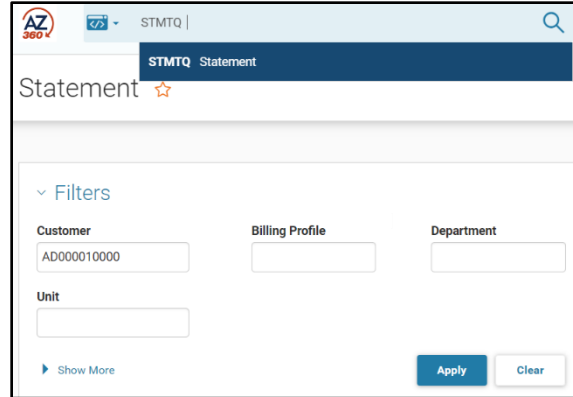 AZ
360
STMTQ
STMTQ Statement
Statement
Filters
Customer Billing Profile Department
AD000010000
Unit
Show More Apply Clear